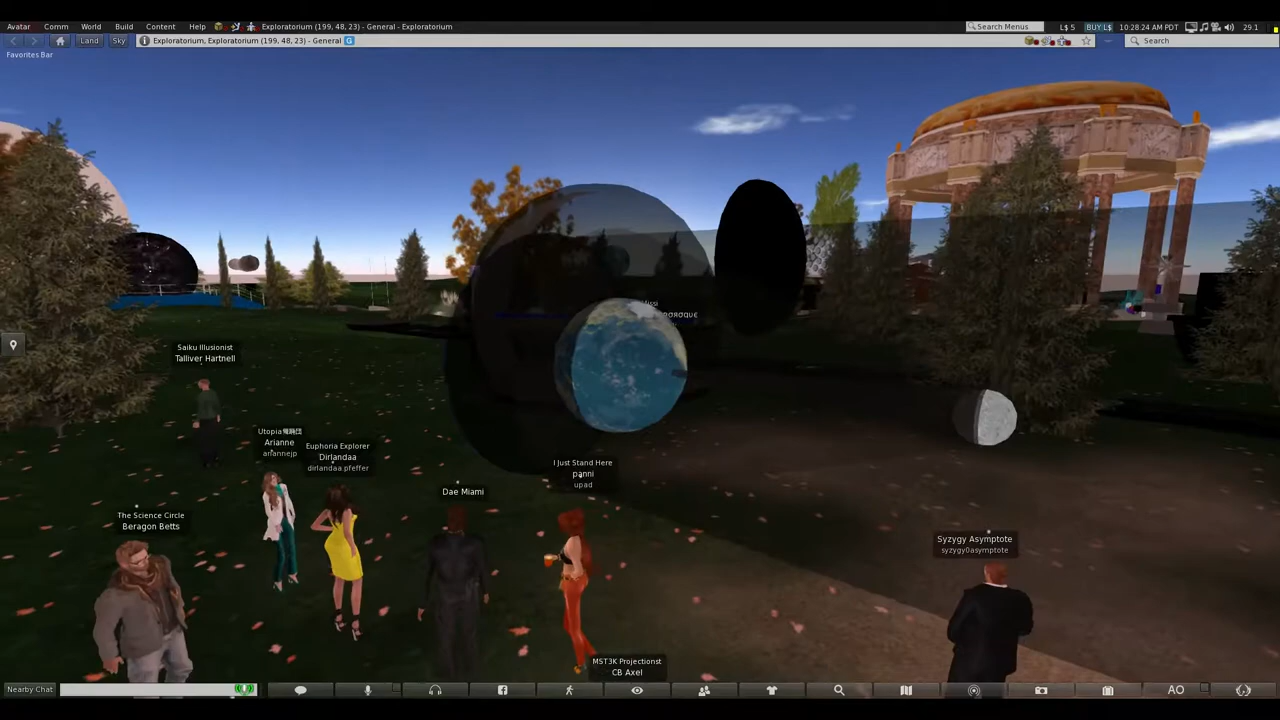 Avatar Comm World Build Content Help Exploratorium (199, 48, 23) - General - Exploratorium Search Menus L$ 5 BUY L$ 10:28:24 AM PDT 29.1
Land Sky Exploratorium, Exploratorium (199, 48, 23) - General G Search
Favorites Bar
Saiku Illusionist
Talliver Hartnell
Arianne
ariannejp
Euphoria Explorer
Dirlandaa
dirlandaa pfeffer
I Just Stand Here
panni
upad
Dae Miami
The Science Circle
Beragon Betts
Syzygy Asymptote
syzygy0asymptote
MST3K Projectionist
CB Axel
Nearby Chat AO